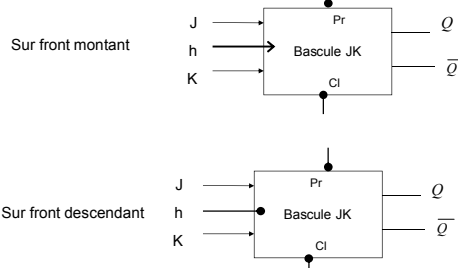 Pr
J
Q
Sur front montant
h
Bascule JK
Q̅
K
Cl
J
Pr
Q
Sur front descendant
h
Bascule JK
Q̅
K
Cl